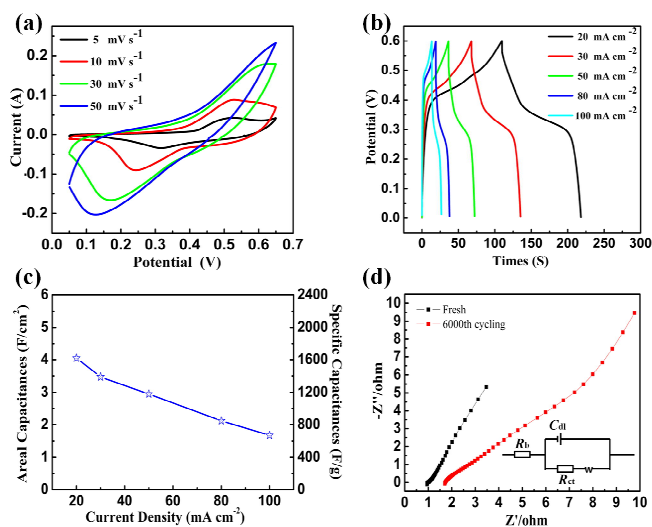 (a)
5 mV s-1
10 mV s-1
30 mV s-1
50 mV s-1
0.2
0.1
0.0
-0.1
-0.2
Current (A)
0.0 0.1 0.2 0.3 0.4 0.5 0.6 0.7
Potential (V)
(b)
20 mA cm-2
30 mA cm-2
50 mA cm-2
80 mA cm-2
100 mA cm-2
0.6
0.5
0.4
0.3
0.2
0.1
0.0
Potential (V)
0 50 100 150 200 250 300
Times (S)
(c)
6
5
4
3
2
1
0
Areal Capacitances (F/cm2)
2400
2000
1600
1200
800
400
0
Specific Capacitances (F/g)
20 40 60 80 100
Current Density (mA cm-2)
(d)
Fresh
6000th cycling
10
9
8
7
6
5
4
3
2
1
0
-Z''/ohm
Rb
Cdl
Rct
w
0 1 2 3 4 5 6 7 8 9 10
Z'/ohm